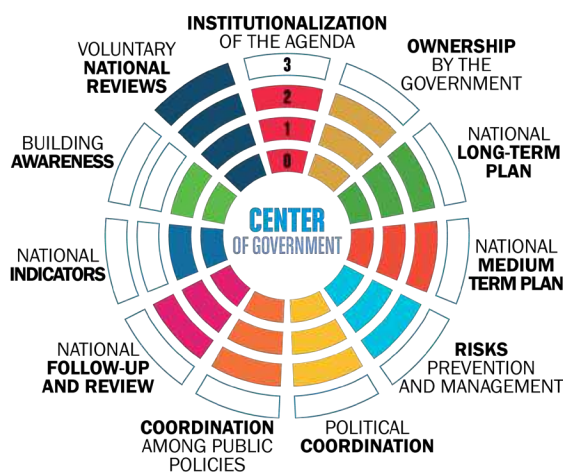 INSTITUTIONALIZATION
OF THE AGENDA
OWNERSHIP
BY THE
GOVERNMENT
NATIONAL
LONG-TERM
PLAN
NATIONAL
MEDIUM
TERM PLAN
RISKS
PREVENTION
AND MANAGEMENT
POLITICAL
COORDINATION
COORDINATION
AMONG PUBLIC
POLICIES
NATIONAL
FOLLOW-UP
AND REVIEW
NATIONAL
INDICATORS
BUILDING
AWARENESS
VOLUNTARY
NATIONAL
REVIEWS
3
2
1
0
CENTER
OF GOVERNMENT